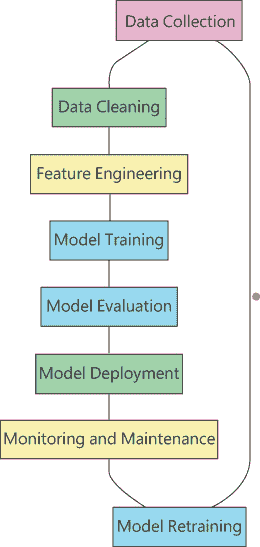 Data Collection
Data Cleaning
Feature Engineering
Model Training
Model Evaluation
Model Deployment
Monitoring and Maintenance
Model Retraining